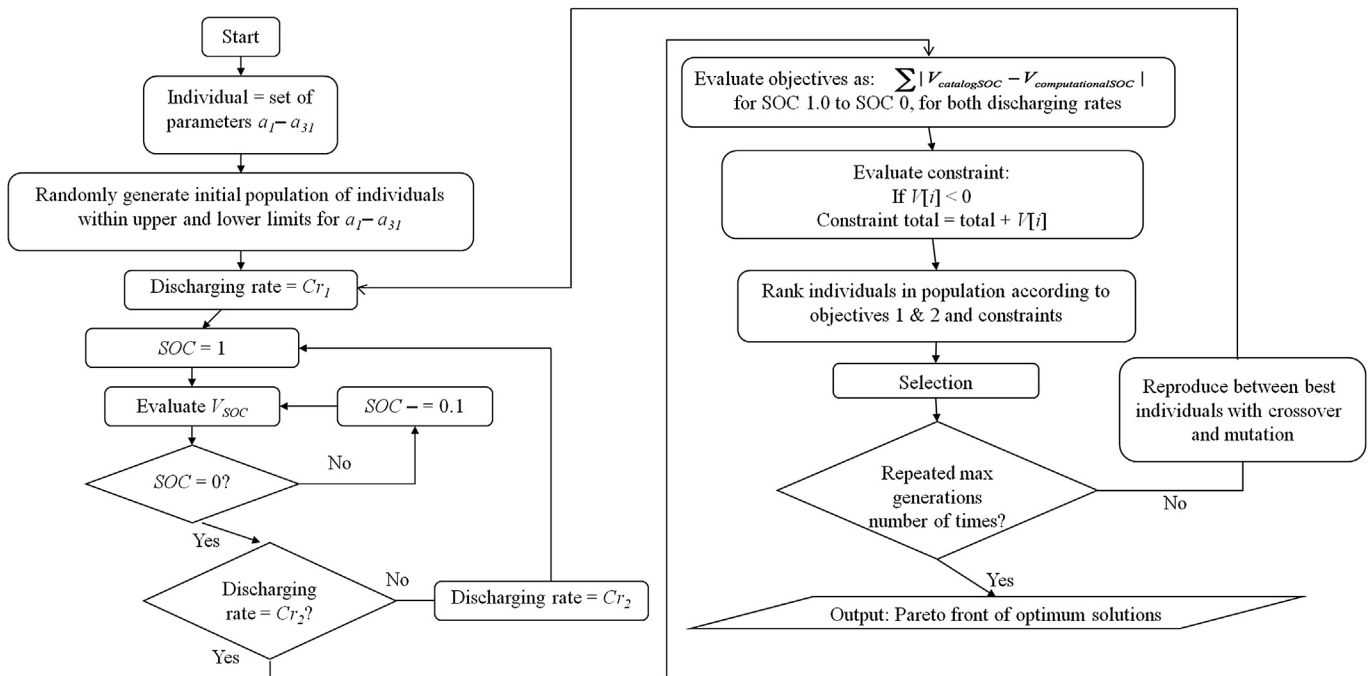 Start
Individual = set of
parameters a₁– a₃₁
Randomly generate initial population of individuals
within upper and lower limits for a₁– a₃₁
Discharging rate = Cr₁
SOC = 1
Evaluate V_SOC
SOC – = 0.1
SOC = 0?
No
Yes
Discharging
rate = Cr₂?
No
Discharging rate = Cr₂
Yes
Evaluate objectives as: ∑ | V_catalogSOC − V_computationalSOC |
for SOC 1.0 to SOC 0, for both discharging rates
Evaluate constraint:
If V[i] < 0
Constraint total = total + V[i]
Rank individuals in population according to
objectives 1 & 2 and constraints
Selection
Repeated max
generations
number of times?
No
Reproduce between best
individuals with crossover
and mutation
Yes
Output: Pareto front of optimum solutions